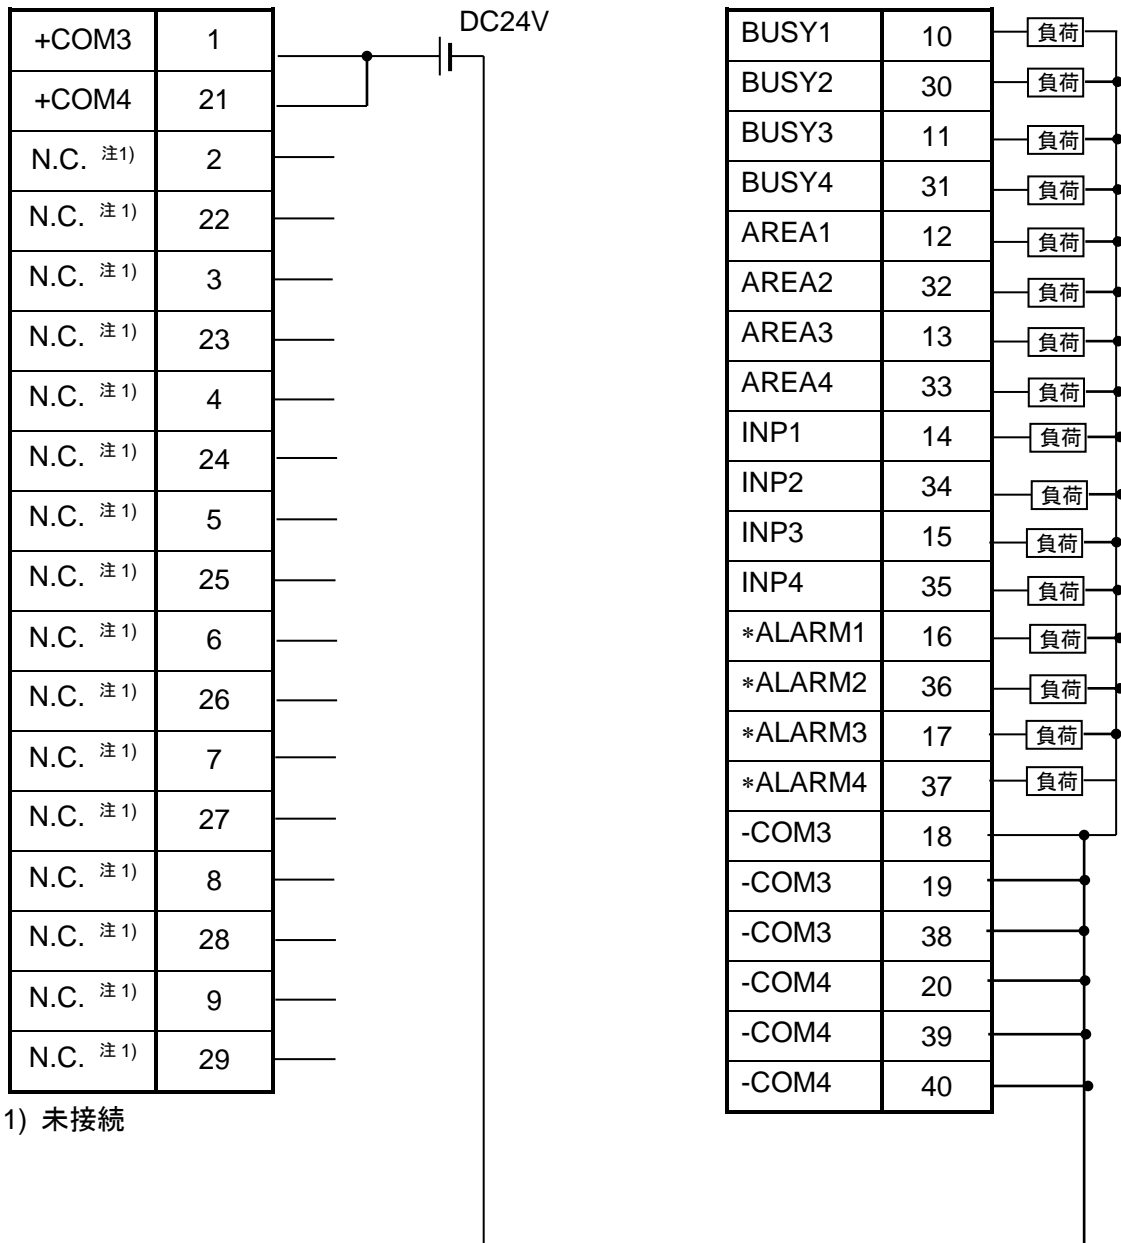 DC24V
+COM3 1
+COM4 21
N.C. 注1) 2
N.C. 注1) 22
N.C. 注1) 3
N.C. 注1) 23
N.C. 注1) 4
N.C. 注1) 24
N.C. 注1) 5
N.C. 注1) 25
N.C. 注1) 6
N.C. 注1) 26
N.C. 注1) 7
N.C. 注1) 27
N.C. 注1) 8
N.C. 注1) 28
N.C. 注1) 9
N.C. 注1) 29
1) 未接続
BUSY1 10 負荷
BUSY2 30 負荷
BUSY3 11 負荷
BUSY4 31 負荷
AREA1 12 負荷
AREA2 32 負荷
AREA3 13 負荷
AREA4 33 負荷
INP1 14 負荷
INP2 34 負荷
INP3 15 負荷
INP4 35 負荷
*ALARM1 16 負荷
*ALARM2 36 負荷
*ALARM3 17 負荷
*ALARM4 37 負荷
-COM3 18
-COM3 19
-COM3 38
-COM4 20
-COM4 39
-COM4 40